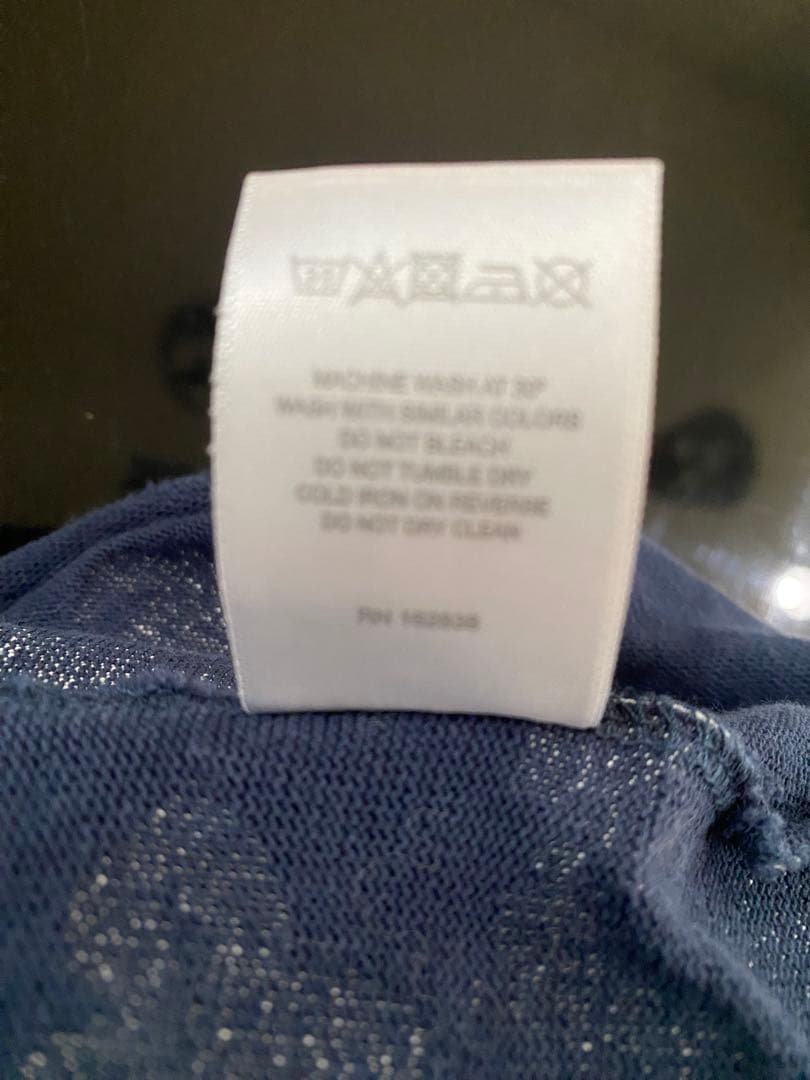 MACHINE WASH AT 30°
WASH WITH SIMILAR COLORS
DO NOT BLEACH
DO NOT TUMBLE DRY
COLD IRON ON REVERSE
DO NOT DRY CLEAN
RN